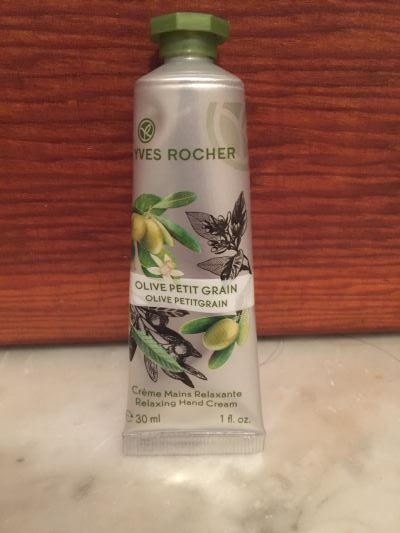 YVES ROCHER
OLIVE PETIT GRAIN
OLIVE PETITGRAIN
Crème Mains Relaxante
Relaxing Hand Cream
℮ 30 ml 1 fl. oz.